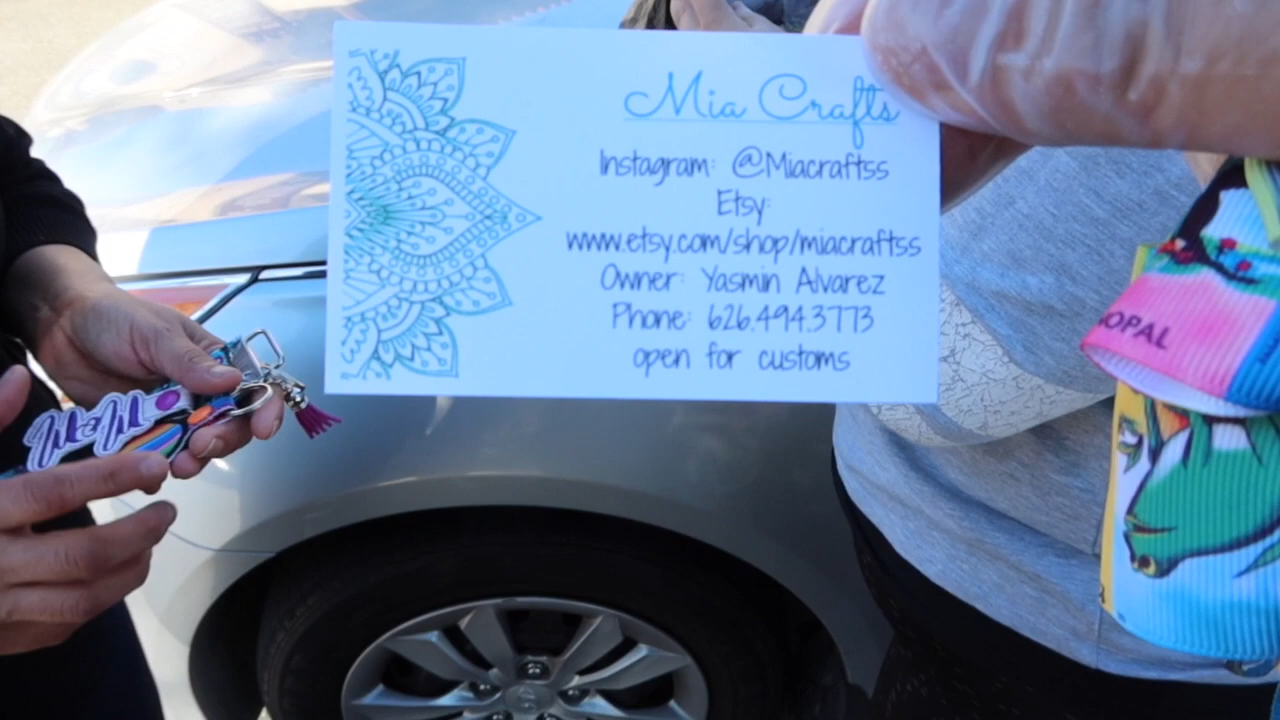 Mia Crafts
Instagram: @Miacraftss
Etsy:
www.etsy.com/shop/miacraftss
Owner: Yasmin Alvarez
Phone: 626.494.3773
open for customs
NOPAL